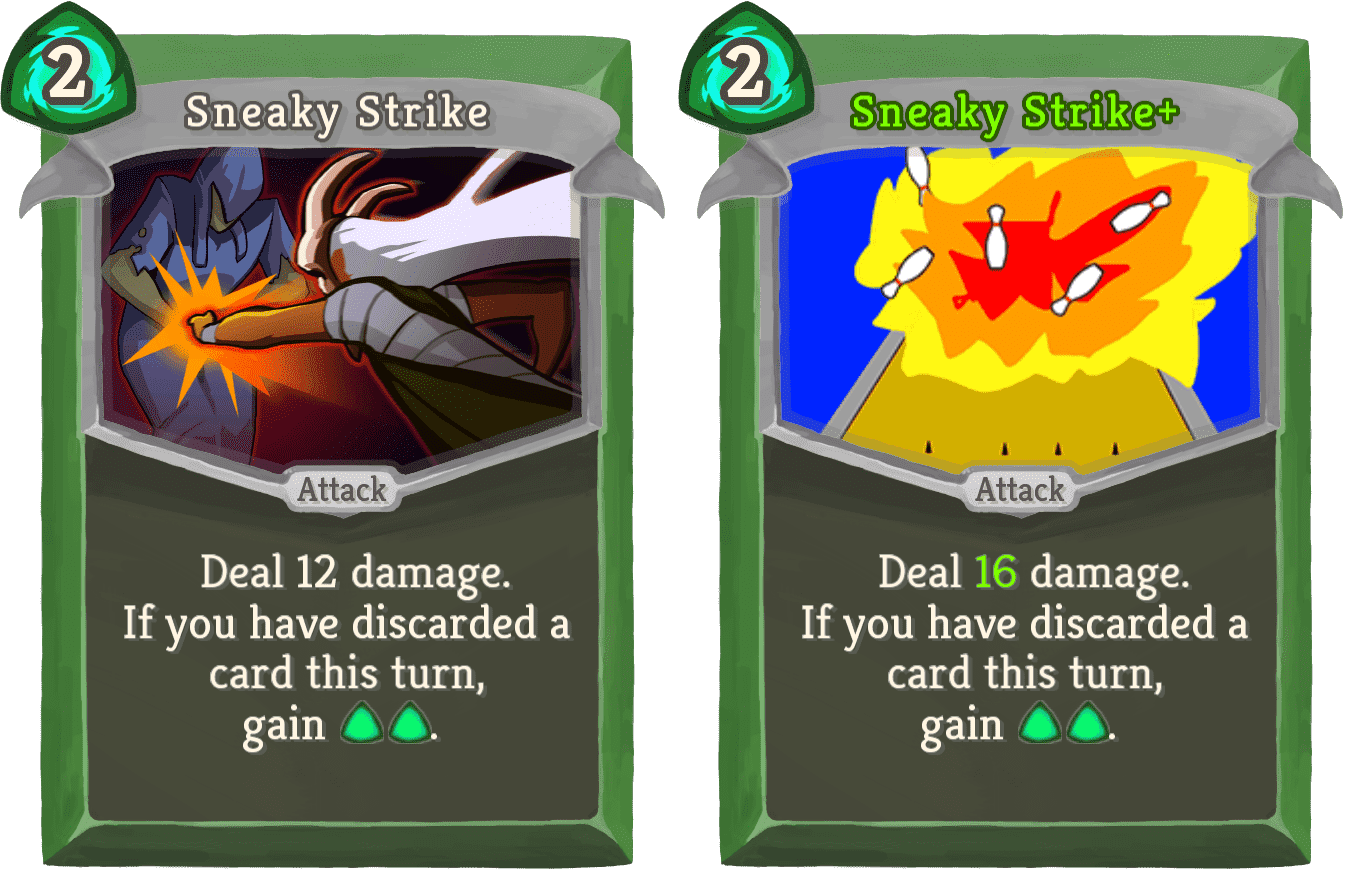 2
Sneaky Strike
Attack
Deal 12 damage.
If you have discarded a
card this turn,
gain .
2
Sneaky Strike+
Attack
Deal 16 damage.
If you have discarded a
card this turn,
gain .